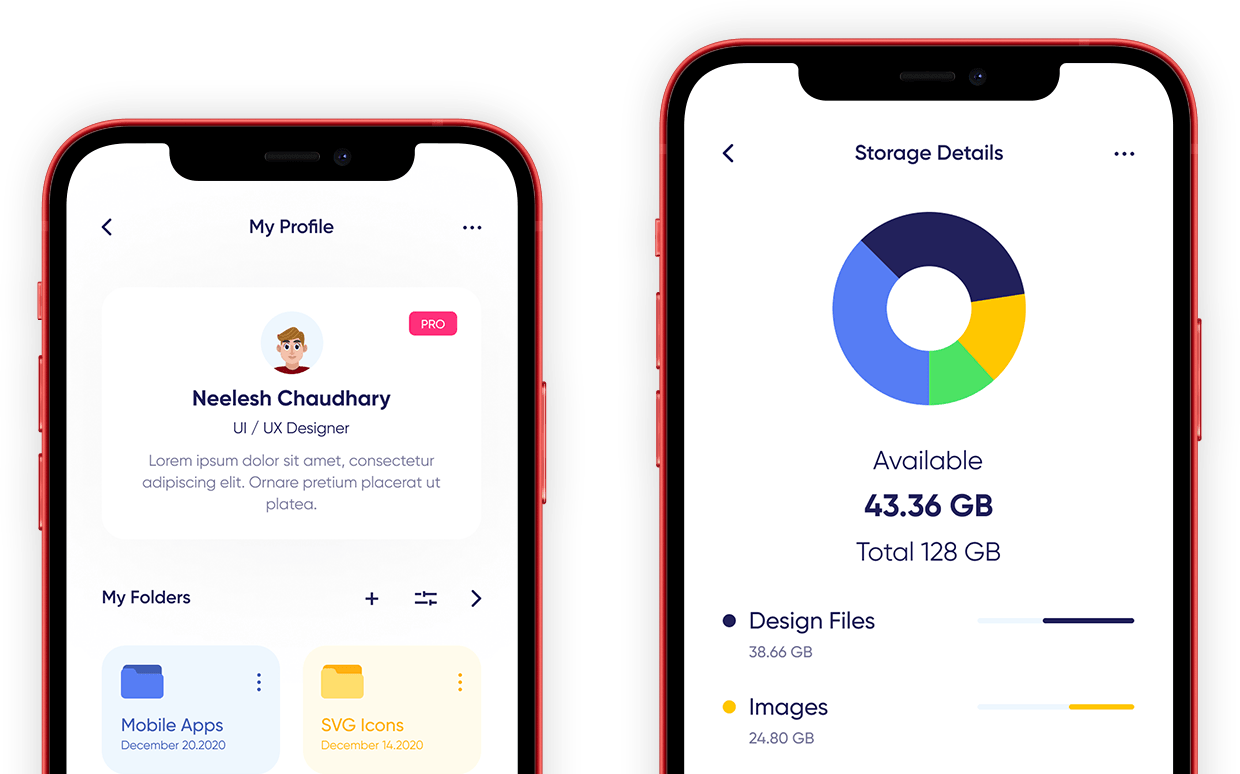 My Profile
PRO
Neelesh Chaudhary
UI / UX Designer
Lorem ipsum dolor sit amet, consectetur
adipiscing elit. Ornare pretium placerat ut
platea.
My Folders
Mobile Apps
December 20.2020
SVG Icons
December 14.2020
Storage Details
Available
43.36 GB
Total 128 GB
Design Files
38.66 GB
Images
24.80 GB